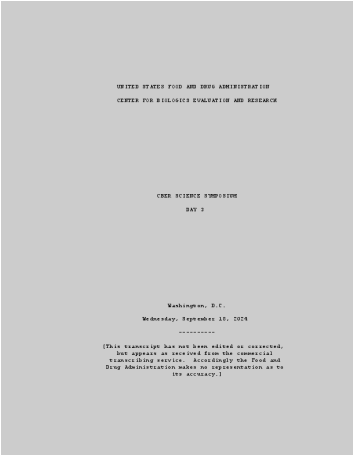 UNITED STATES FOOD AND DRUG ADMINISTRATION
CENTER FOR BIOLOGICS EVALUATION AND RESEARCH
CBER SCIENCE SYMPOSIUM
DAY 3
Washington, D.C.
Wednesday, September 18, 2024
----------
[This transcript has not been edited or corrected,
but appears as received from the commercial
transcribing service. Accordingly the Food and
Drug Administration makes no representation as to
its accuracy.]